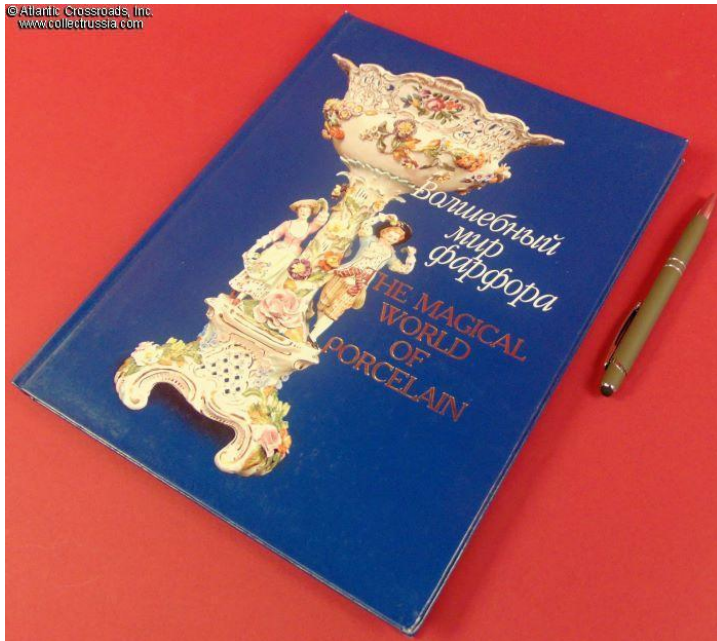 © Atlantic Crossroads, Inc.
www.collectrussia.com
Волшебный
мир
фарфора
THE MAGICAL
WORLD
OF
PORCELAIN